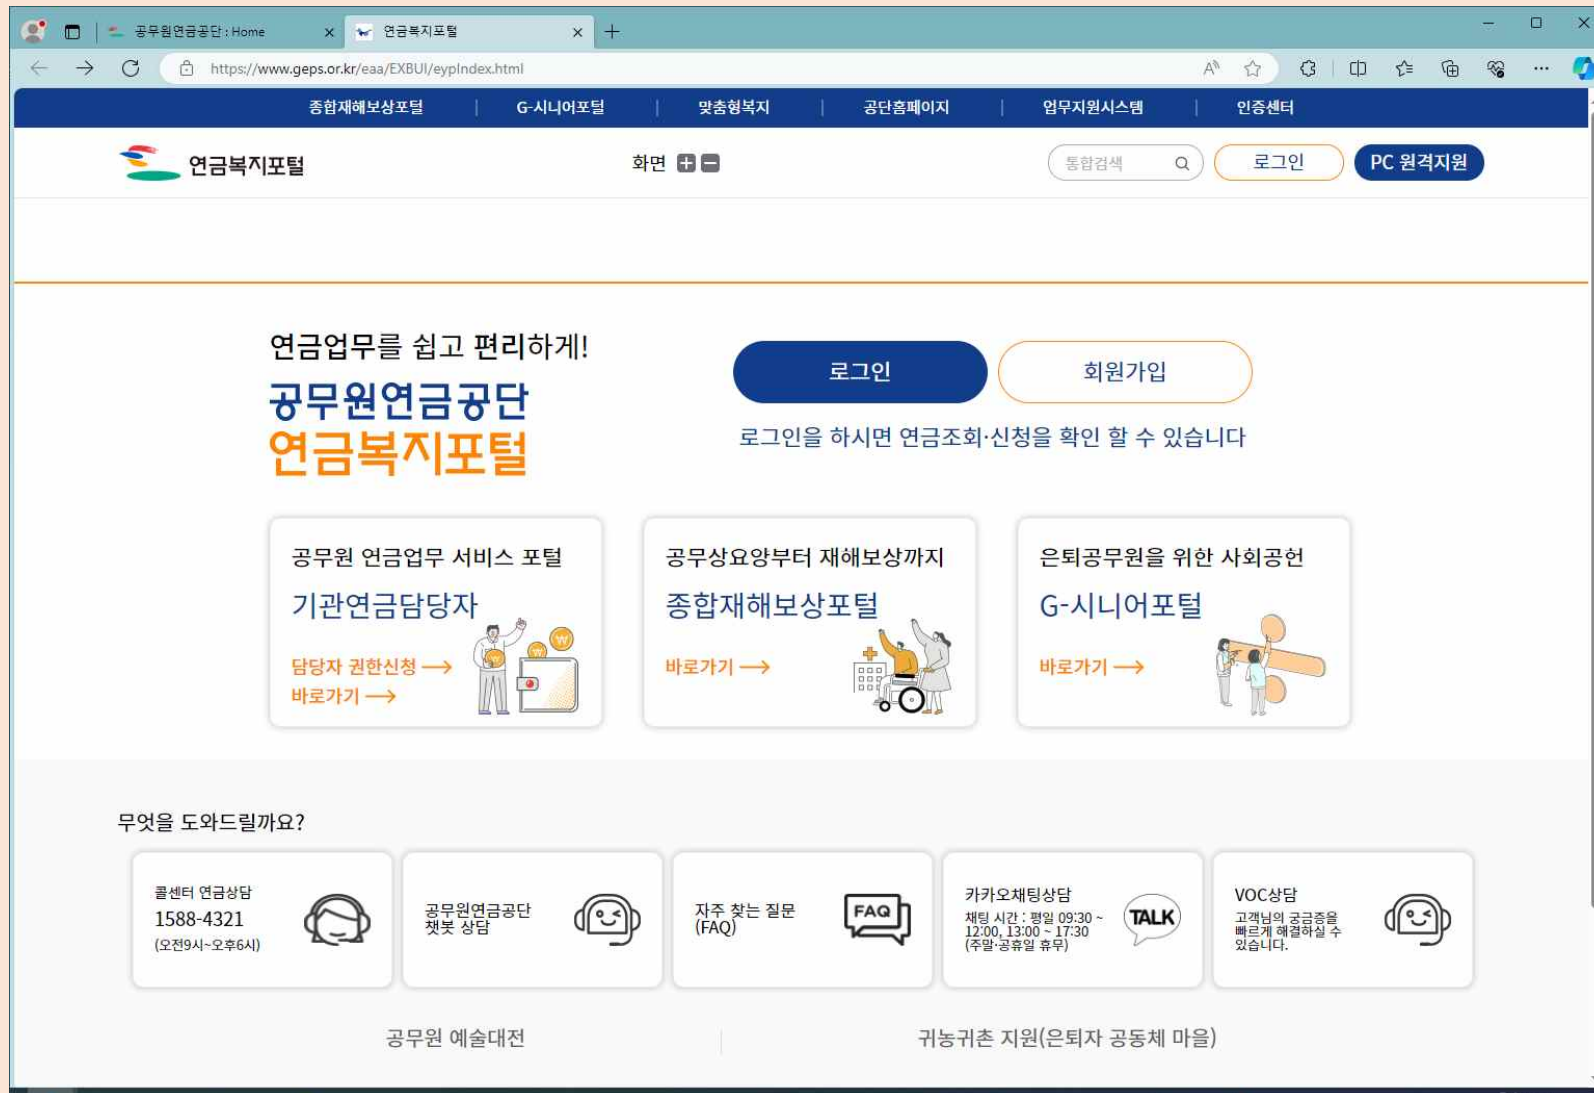 공무원연금공단 : Home
연금복지포털
https://www.geps.or.kr/eaa/EXBUI/eypIndex.html
종합재해보상포털 | G-시니어포털 | 맞춤형복지 | 공단홈페이지 | 업무지원시스템 | 인증센터
연금복지포털
화면
통합검색
로그인
PC 원격지원
연금업무를 쉽고 편리하게!
공무원연금공단
연금복지포털
로그인
회원가입
로그인을 하시면 연금조회·신청을 확인 할 수 있습니다
공무원 연금업무 서비스 포털
기관연금담당자
담당자 권한신청
바로가기
공무상요양부터 재해보상까지
종합재해보상포털
바로가기
은퇴공무원을 위한 사회공헌
G-시니어포털
바로가기
무엇을 도와드릴까요?
콜센터 연금상담
1588-4321
(오전9시~오후6시)
공무원연금공단
챗봇 상담
자주 찾는 질문
(FAQ)
FAQ
카카오채팅상담
채팅 시간 : 평일 09:30 ~
12:00, 13:00 ~ 17:30
(주말·공휴일 휴무)
TALK
VOC상담
고객님의 궁금증을
빠르게 해결하실 수
있습니다.
공무원 예술대전
귀농귀촌 지원(은퇴자 공동체 마을)